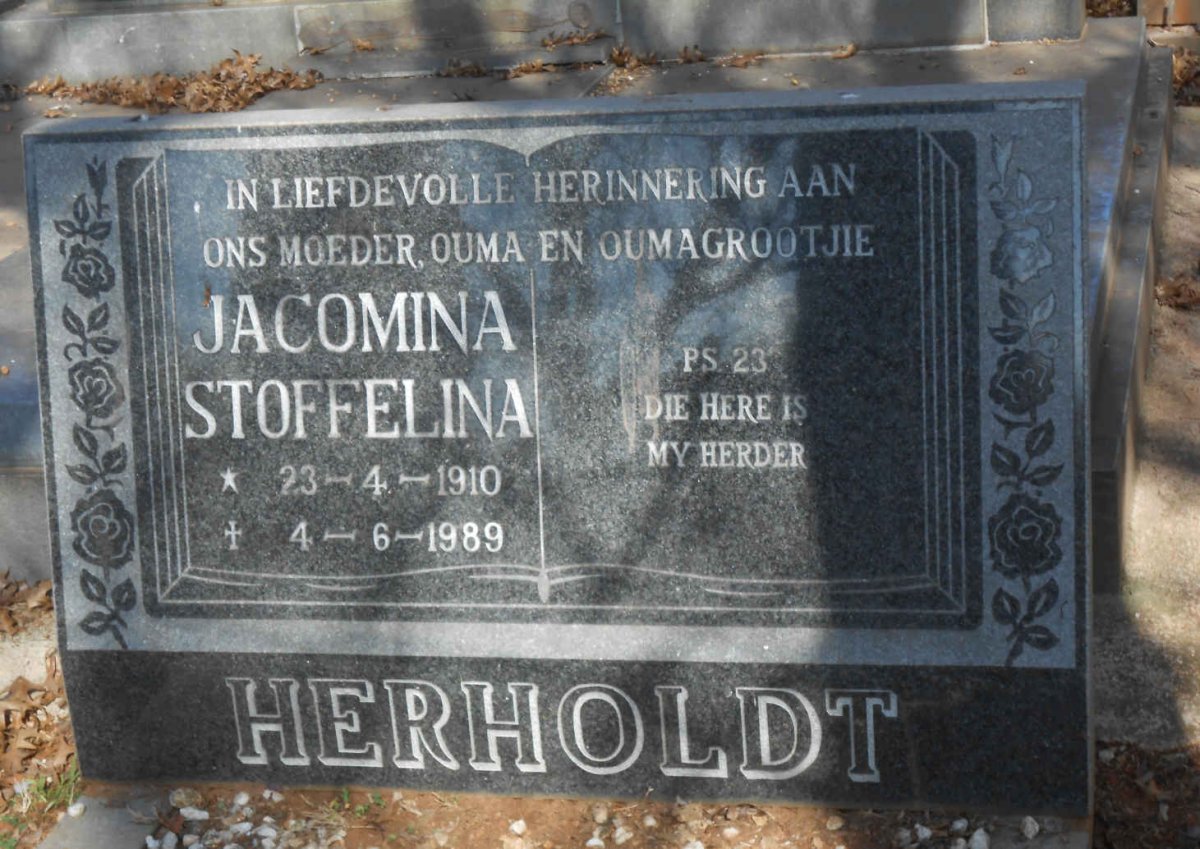 IN LIEFDEVOLLE HERINNERING AAN
ONS MOEDER, OUMA EN OUMAGROOTJIE
JACOMINA
STOFFELINA
★ 23 – 4 – 1910
✝ 4 – 6 – 1989
PS 23
DIE HERE IS
MY HERDER
HERHOLDT